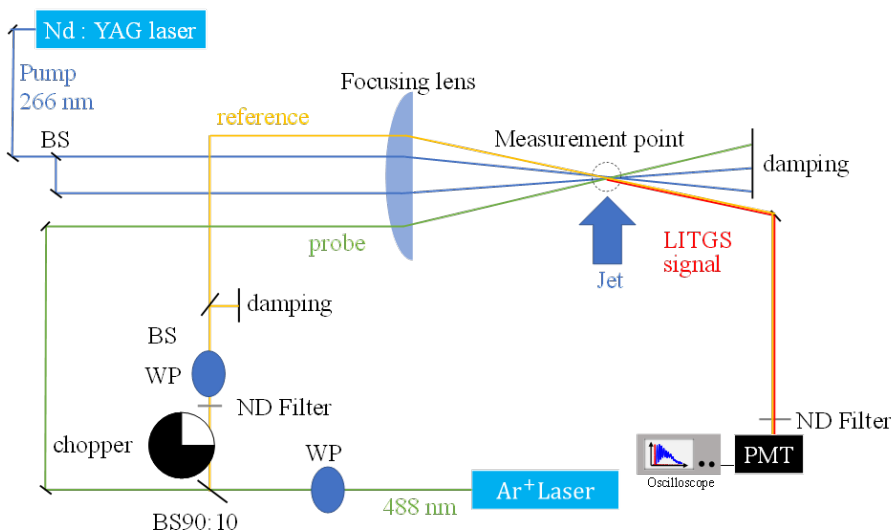 Nd : YAG laser
Pump
266 nm
BS
reference
Focusing lens
Measurement point
damping
probe
LITGS
signal
Jet
damping
BS
WP
ND Filter
chopper
WP
ND Filter
PMT
Oscilloscope
Ar⁺ Laser
488 nm
BS90: 10